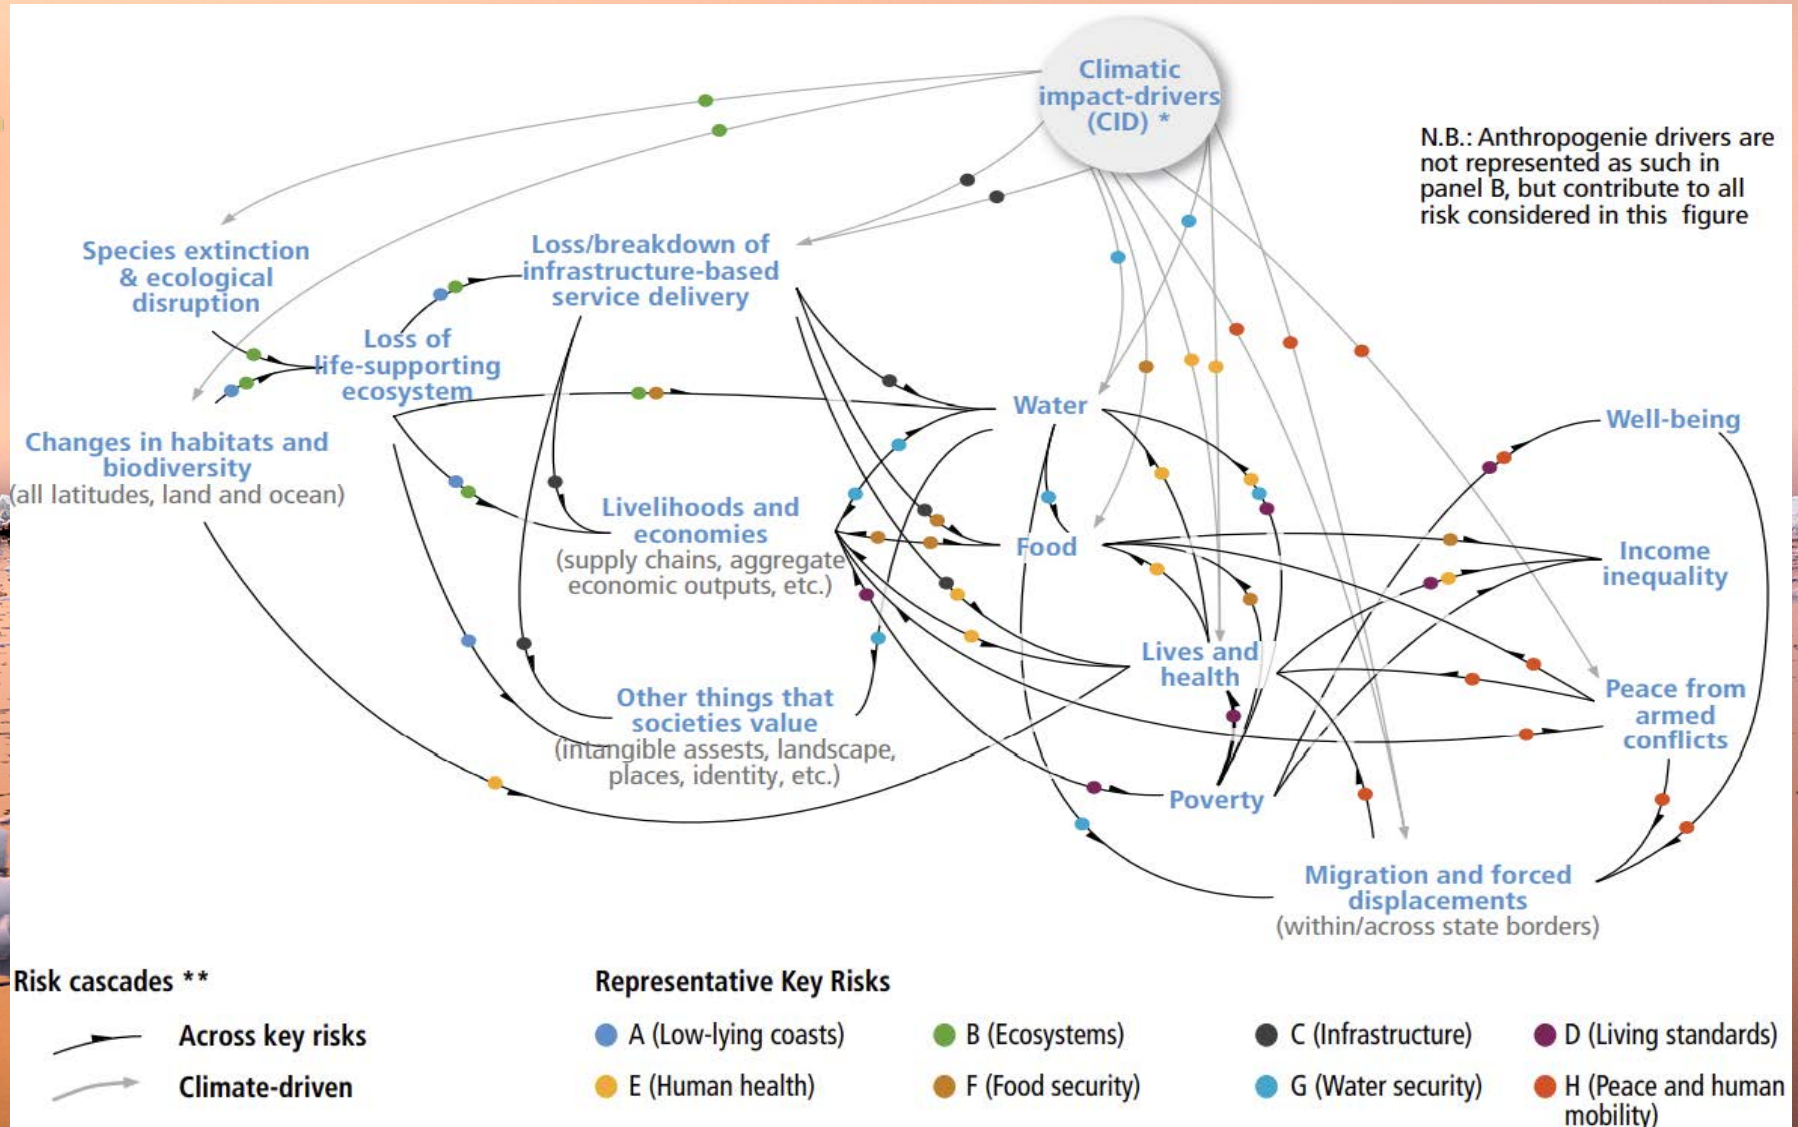 Climatic
impact-drivers
(CID) *
N.B.: Anthropogenie drivers are
not represented as such in
panel B, but contribute to all
risk considered in this figure
Species extinction
& ecological
disruption
Loss/breakdown of
infrastructure-based
service delivery
Loss of
life-supporting
ecosystem
Water
Well-being
Changes in habitats and
biodiversity
(all latitudes, land and ocean)
Livelihoods and
economies
(supply chains, aggregate
economic outputs, etc.)
Food
Income
inequality
Lives and
health
Other things that
societies value
(intangible assests, landscape,
places, identity, etc.)
Peace from
armed
conflicts
Poverty
Migration and forced
displacements
(within/across state borders)
Risk cascades **
Across key risks
Climate-driven
Representative Key Risks
A (Low-lying coasts)
B (Ecosystems)
C (Infrastructure)
D (Living standards)
E (Human health)
F (Food security)
G (Water security)
H (Peace and human
mobility)